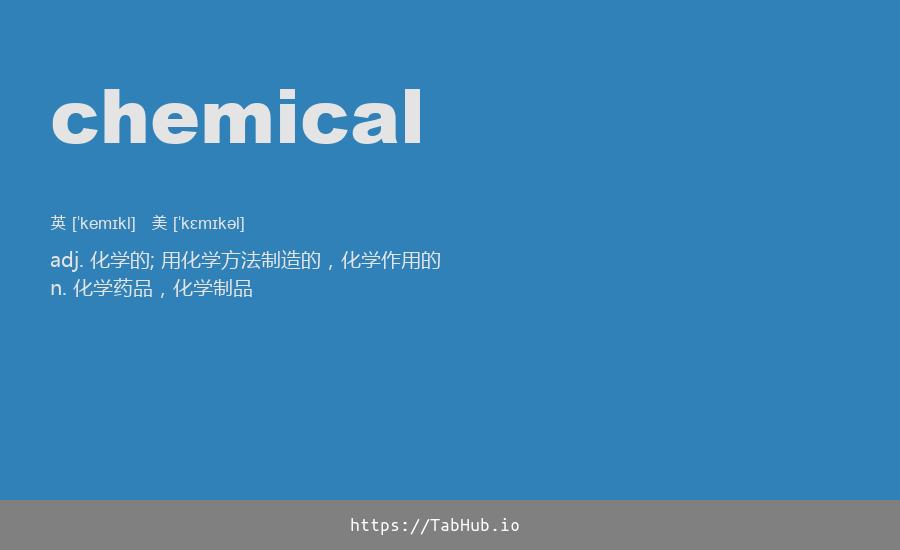 chemical
英 [ˈkemɪkl] 美 [ˈkɛmɪkəl]
adj. 化学的; 用化学方法制造的，化学作用的
n. 化学药品，化学制品
https://TabHub.io